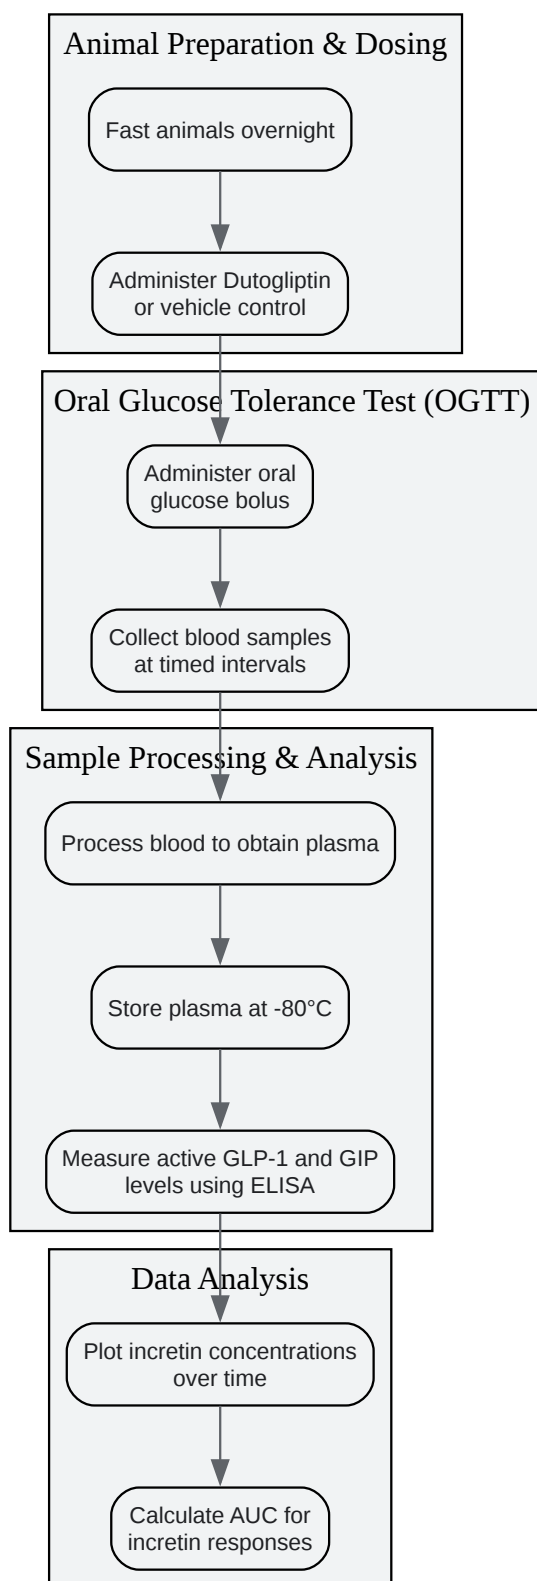 Animal Preparation & Dosing
Fast animals overnight
Administer Dutogliptin
or vehicle control
Oral Glucose Tolerance Test (OGTT)
Administer oral
glucose bolus
Collect blood samples
at timed intervals
Sample Processing & Analysis
Process blood to obtain plasma
Store plasma at -80°C
Measure active GLP-1 and GIP
levels using ELISA
Data Analysis
Plot incretin concentrations
over time
Calculate AUC for
incretin responses